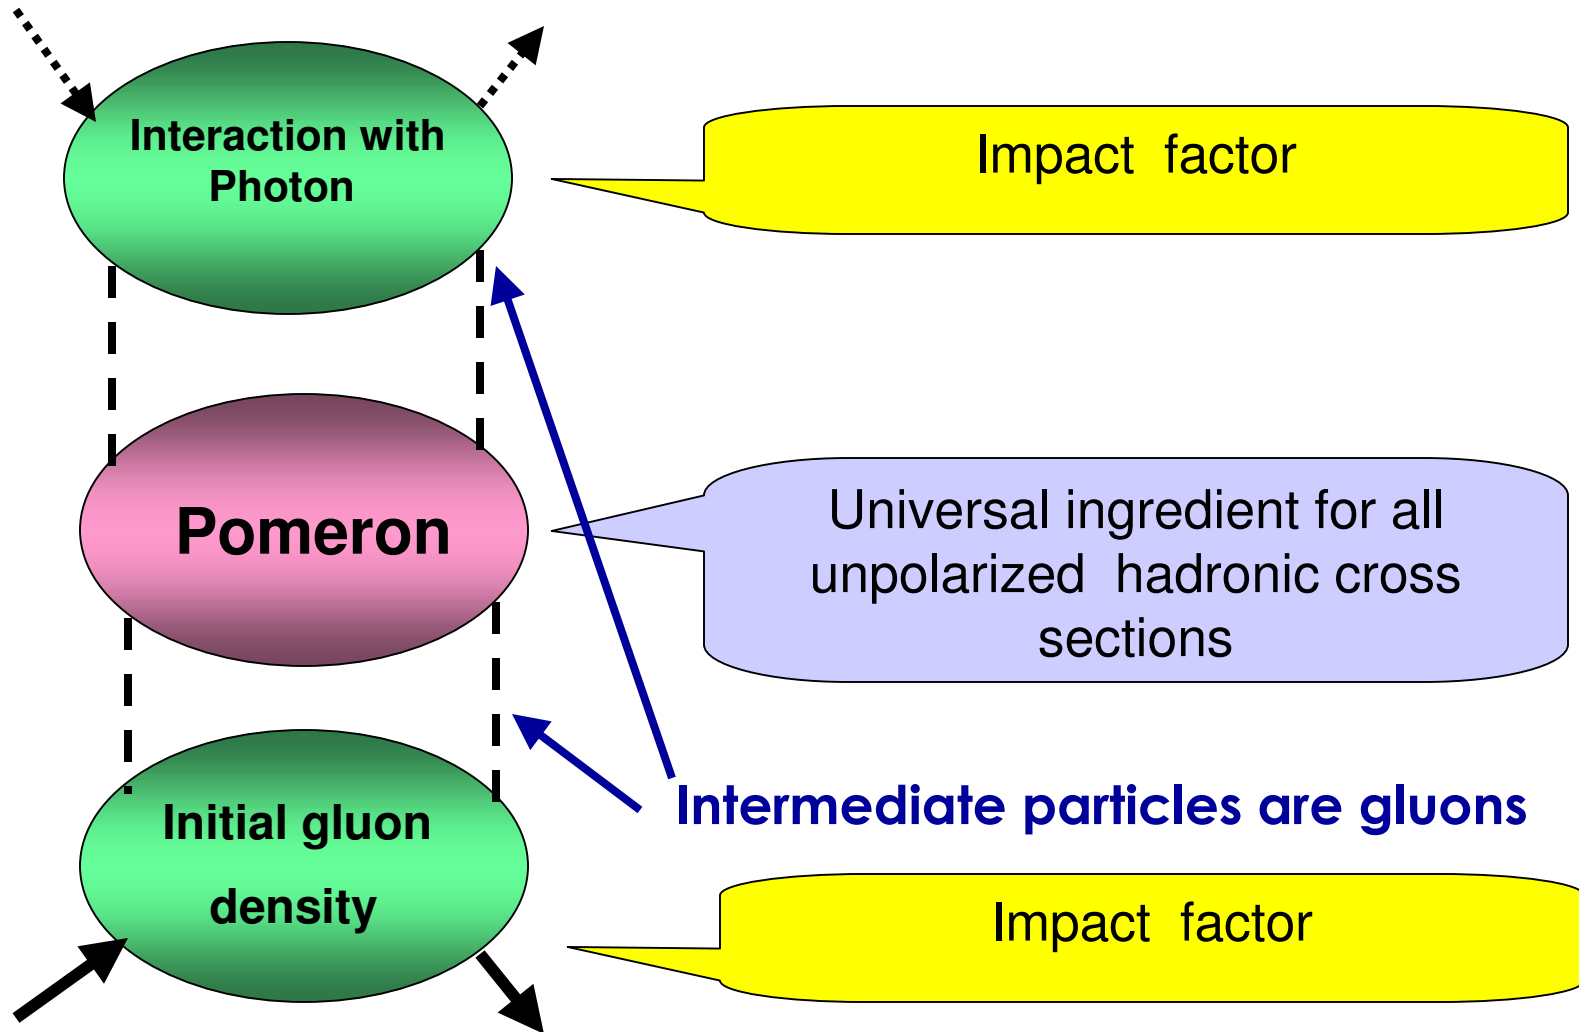 Interaction with
Photon
Impact factor
Pomeron
Universal ingredient for all
unpolarized hadronic cross
sections
Intermediate particles are gluons
Initial gluon
density
Impact factor